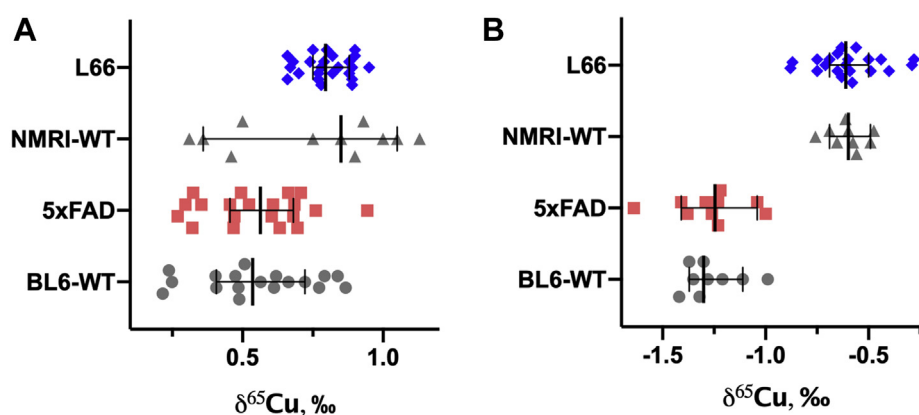 A
L66
NMRI-WT
5xFAD
BL6-WT
0.5 1.0
δ⁶⁵Cu, ‰
B
L66
NMRI-WT
5xFAD
BL6-WT
-1.5 -1.0 -0.5
δ⁶⁵Cu, ‰